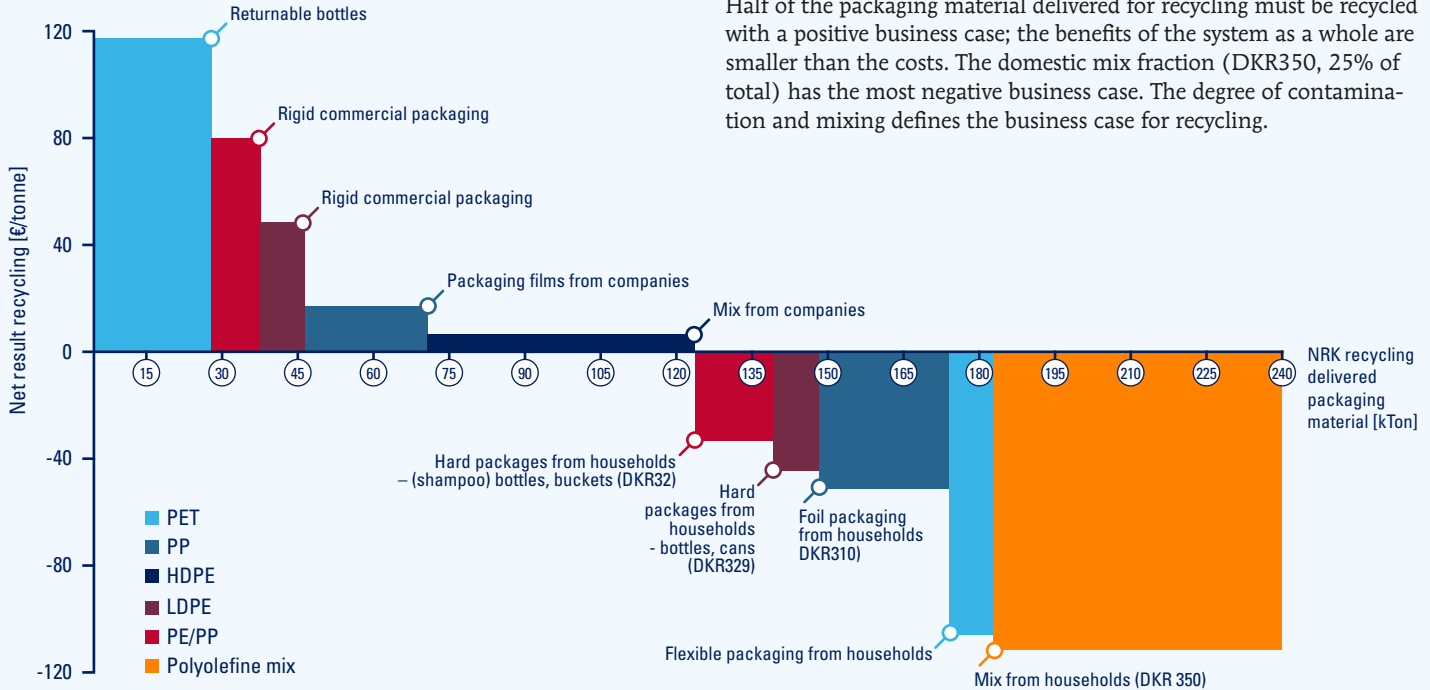 Half of the packaging material delivered for recycling must be recycled
with a positive business case; the benefits of the system as a whole are
smaller than the costs. The domestic mix fraction (DKR350, 25% of
total) has the most negative business case. The degree of contamina-
tion and mixing defines the business case for recycling.
Net result recycling [€/tonne]
120
80
40
0
-40
-80
-120
Returnable bottles
Rigid commercial packaging
Rigid commercial packaging
Packaging films from companies
Mix from companies
15
30
45
60
75
90
105
120
135
150
165
180
195
210
225
240
NRK recycling
delivered
packaging
material [kTon]
Hard packages from households
– (shampoo) bottles, buckets (DKR32)
Hard
packages from
households
- bottles, cans
(DKR329)
Foil packaging
from households
DKR310)
Flexible packaging from households
Mix from households (DKR 350)
PET
PP
HDPE
LDPE
PE/PP
Polyolefine mix